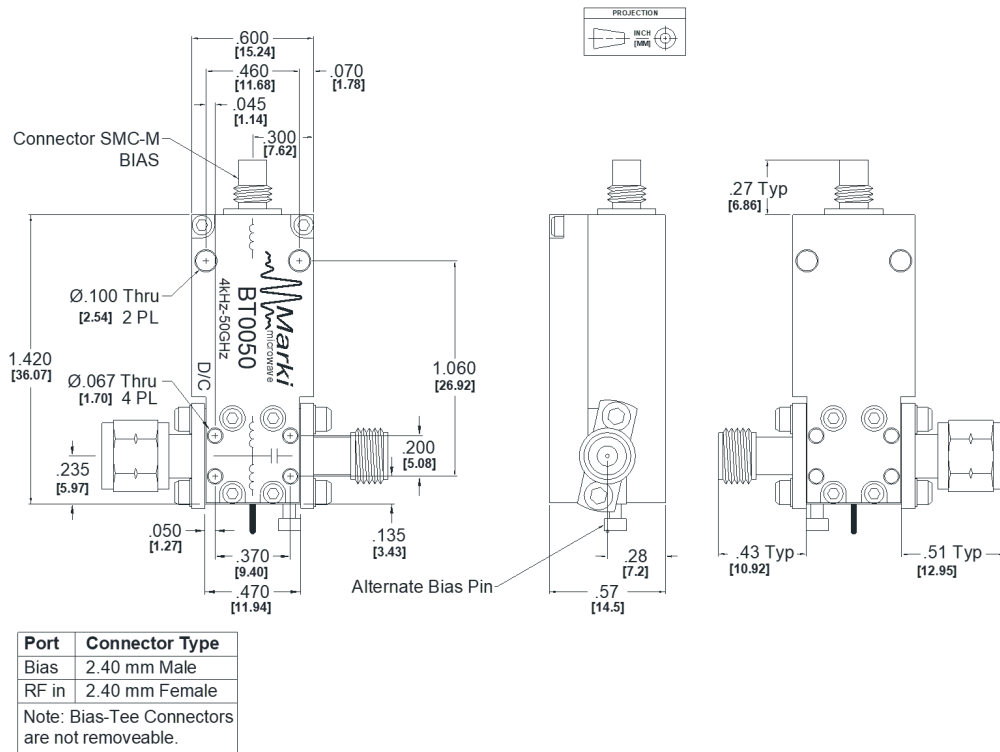 PROJECTION
INCH
[MM]
.600
[15.24]
.460
[11.68]
.070
[1.78]
.045
[1.14]
.300
[7.62]
Connector SMC-M
BIAS
.27 Typ
[6.86]
Ø.100 Thru
[2.54] 2 PL
1.420
[36.07]
Ø.067 Thru
[1.70] 4 PL
D/C
4kHz-50GHz
BT0050
Marki
microwave
1.060
[26.92]
.235
[5.97]
.200
[5.08]
.050
[1.27]
.370
[9.40]
.470
[11.94]
.135
[3.43]
Alternate Bias Pin
.28
[7.2]
.57
[14.5]
.43 Typ
[10.92]
.51 Typ
[12.95]
Port Connector Type
Bias 2.40 mm Male
RF in 2.40 mm Female
Note: Bias-Tee Connectors
are not removeable.